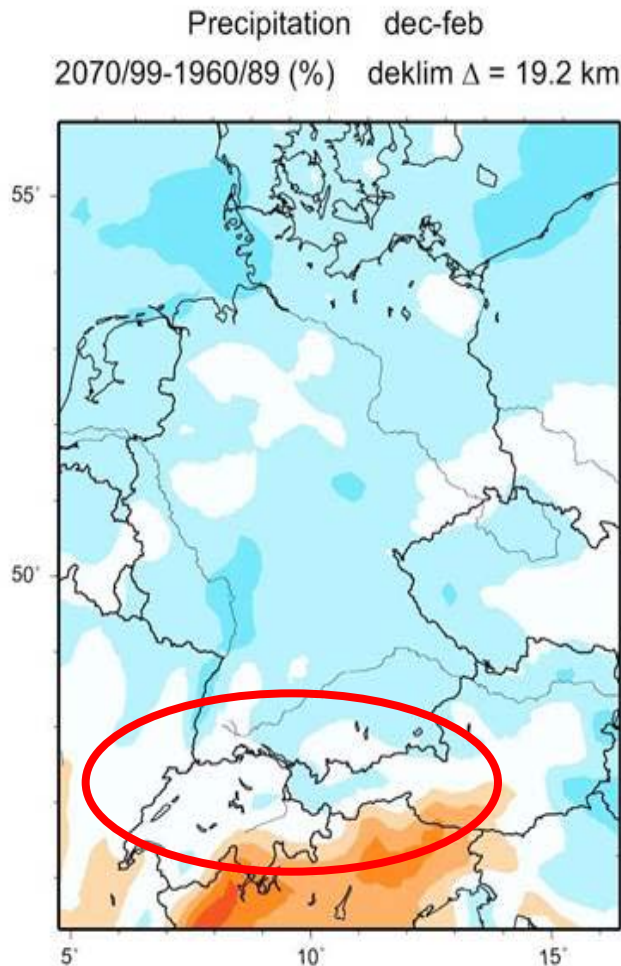 Precipitation dec-feb
2070/99-1960/89 (%) deklim Δ = 19.2 km
55°
50°
5° 10° 15°